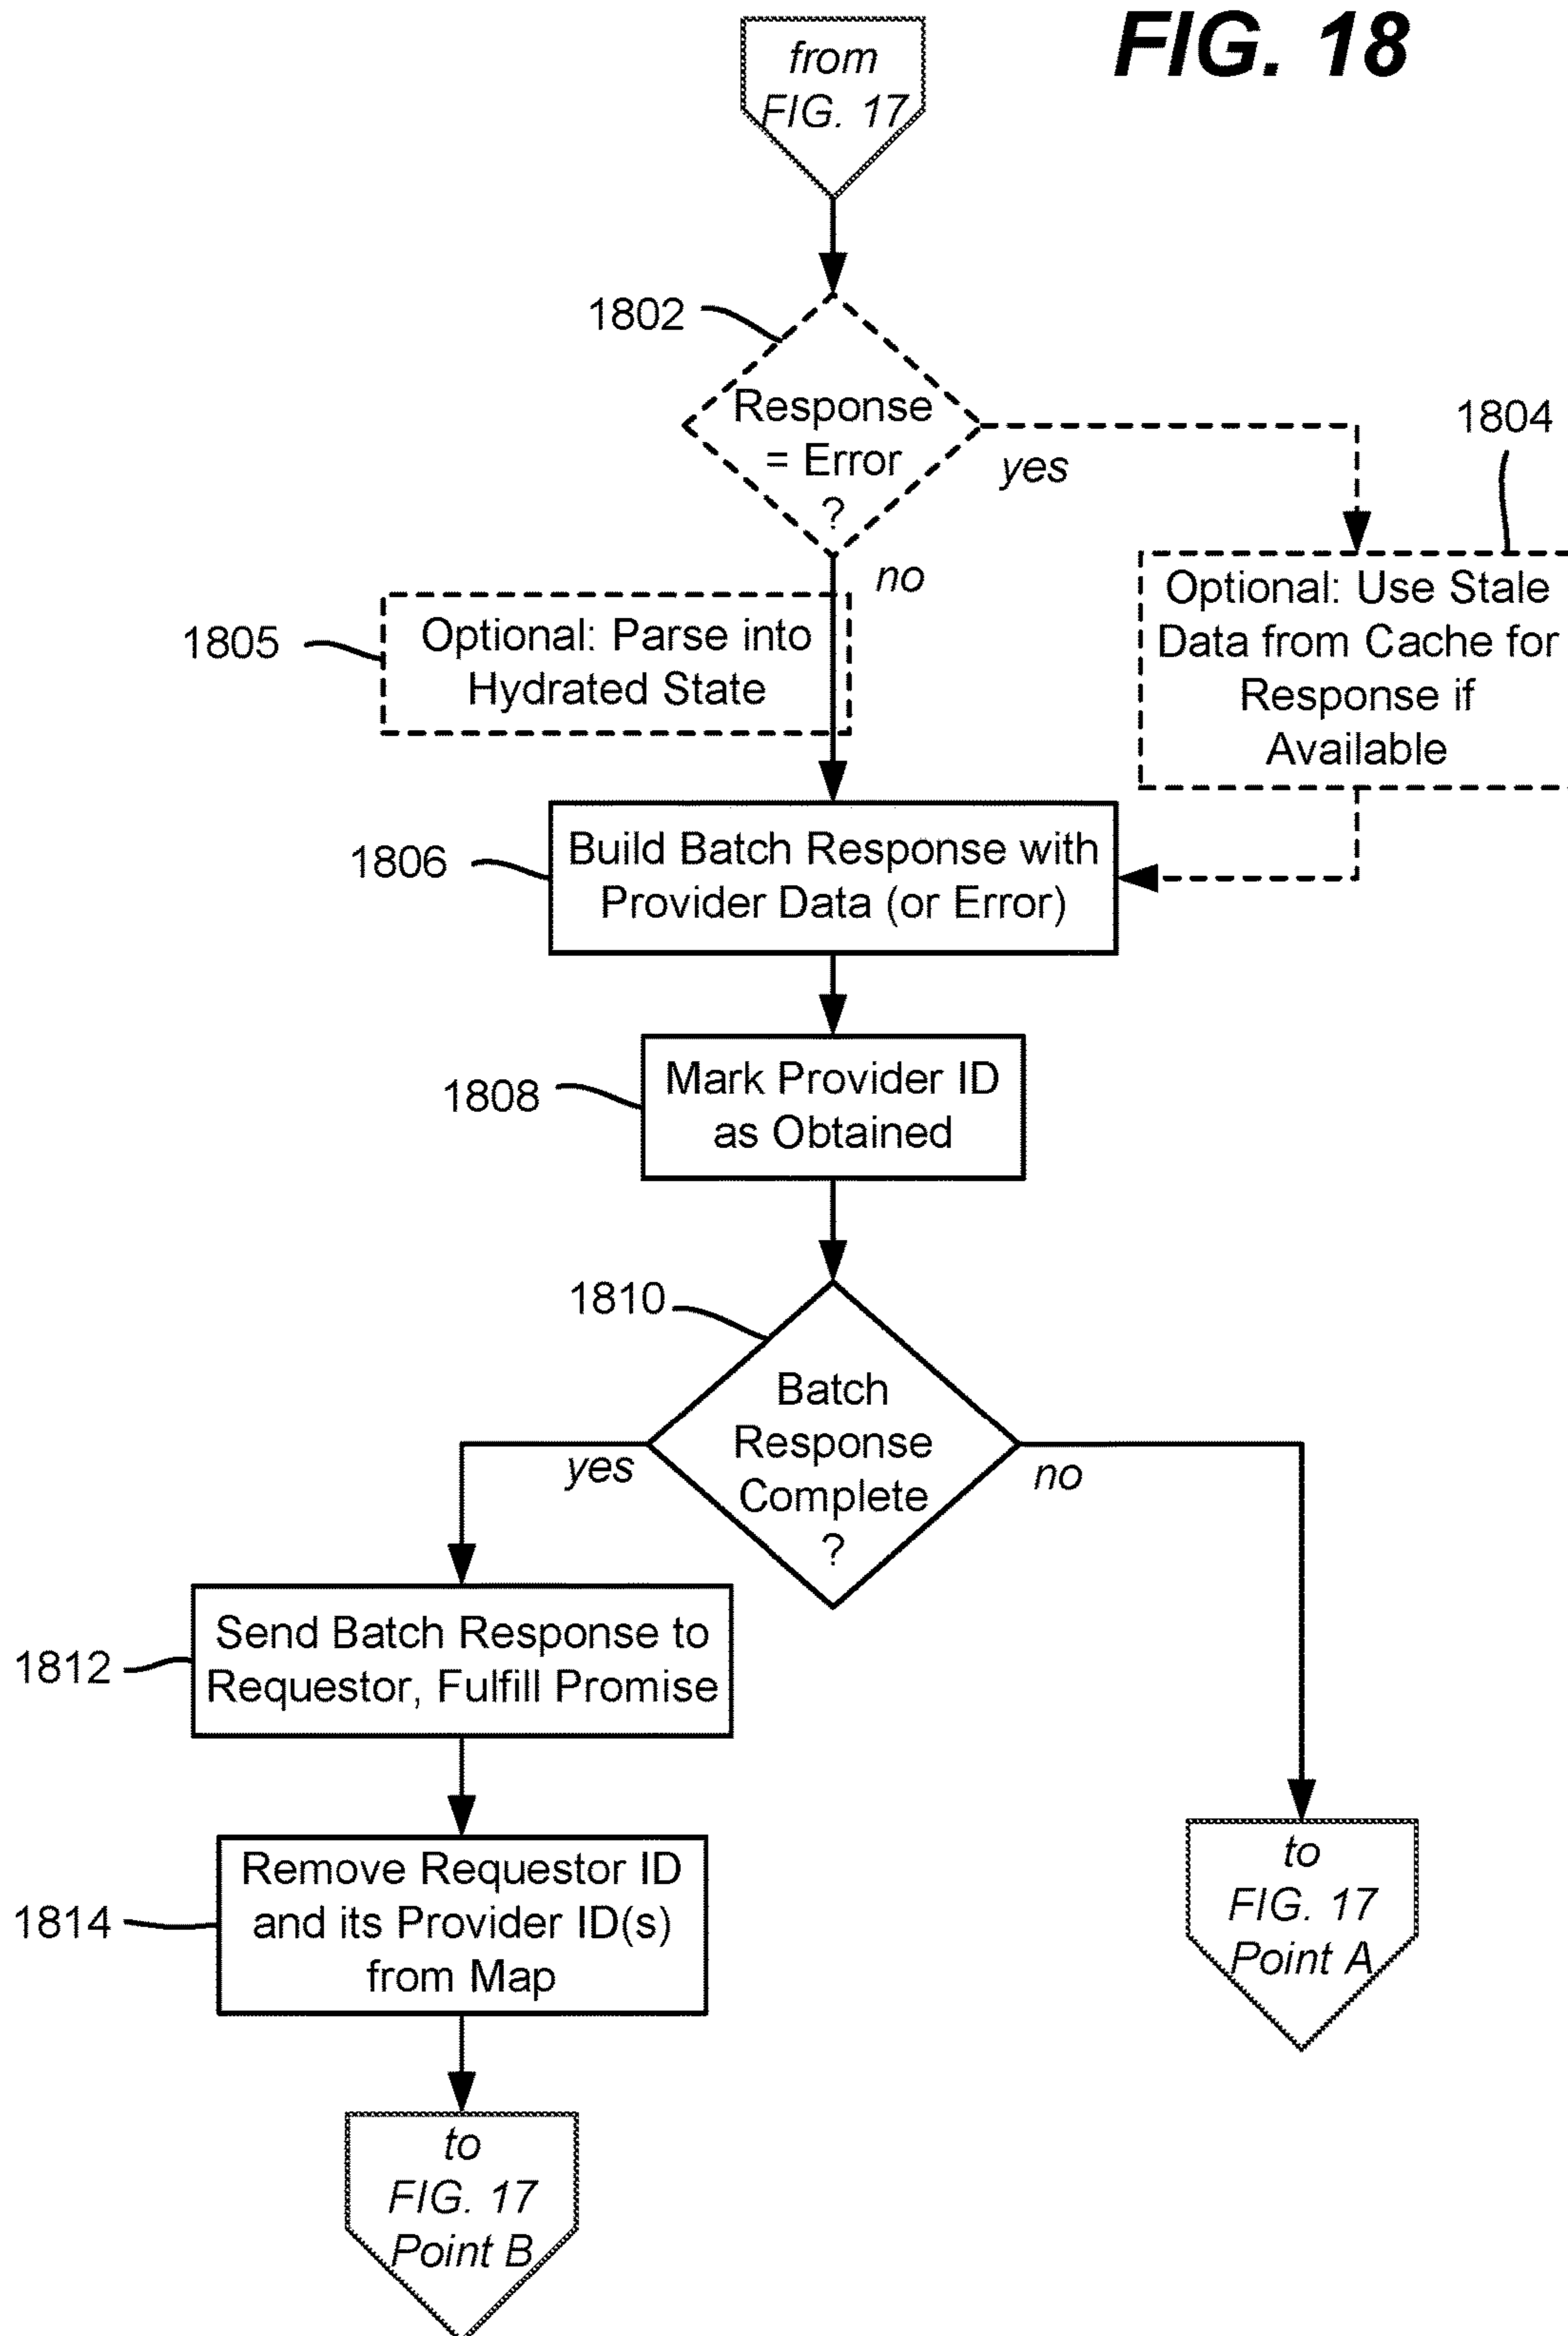 FIG. 18
from
FIG. 17
1802
Response
= Error
?
yes
no
1804
Optional: Use Stale
Data from Cache for
Response if
Available
1805
Optional: Parse into
Hydrated State
1806
Build Batch Response with
Provider Data (or Error)
1808
Mark Provider ID
as Obtained
1810
Batch
Response
Complete
?
yes
no
1812
Send Batch Response to
Requestor, Fulfill Promise
1814
Remove Requestor ID
and its Provider ID(s)
from Map
to
FIG. 17
Point A
to
FIG. 17
Point B